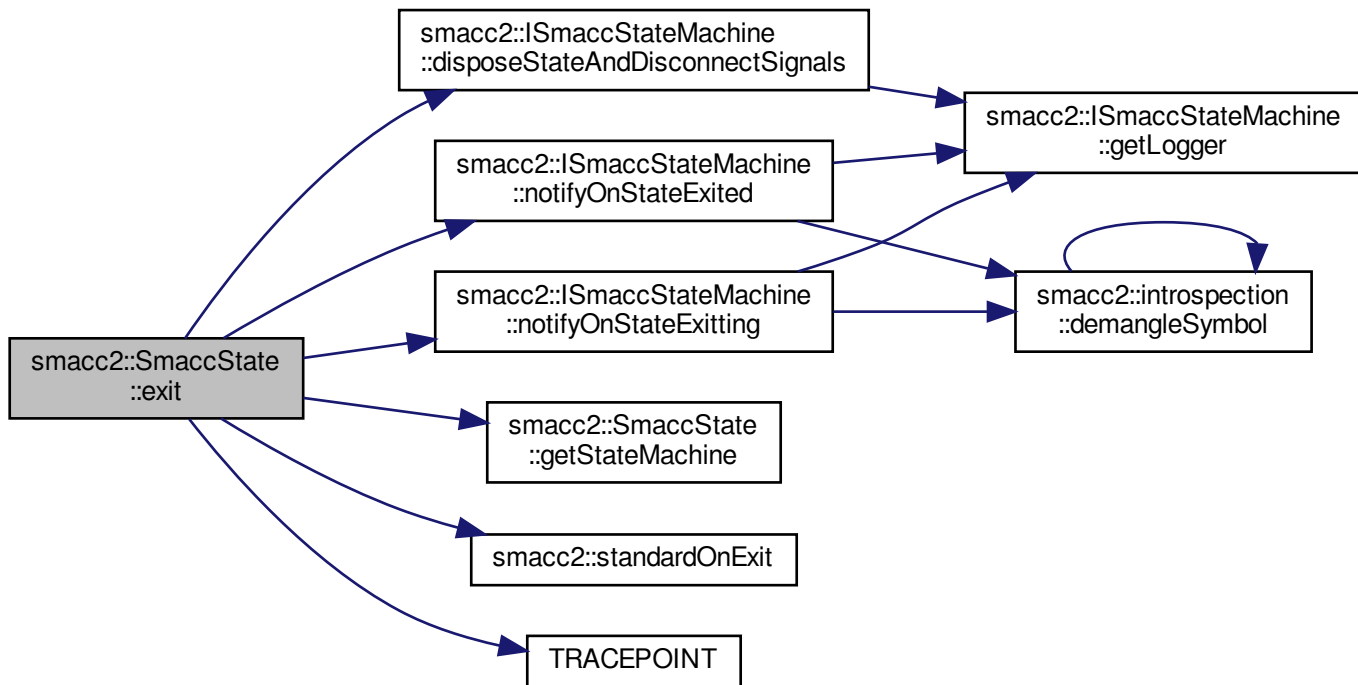 smacc2::SmaccState
::exit
smacc2::ISmaccStateMachine
::disposeStateAndDisconnectSignals
smacc2::ISmaccStateMachine
::notifyOnStateExited
smacc2::ISmaccStateMachine
::notifyOnStateExitting
smacc2::SmaccState
::getStateMachine
smacc2::standardOnExit
TRACEPOINT
smacc2::ISmaccStateMachine
::getLogger
smacc2::introspection
::demangleSymbol